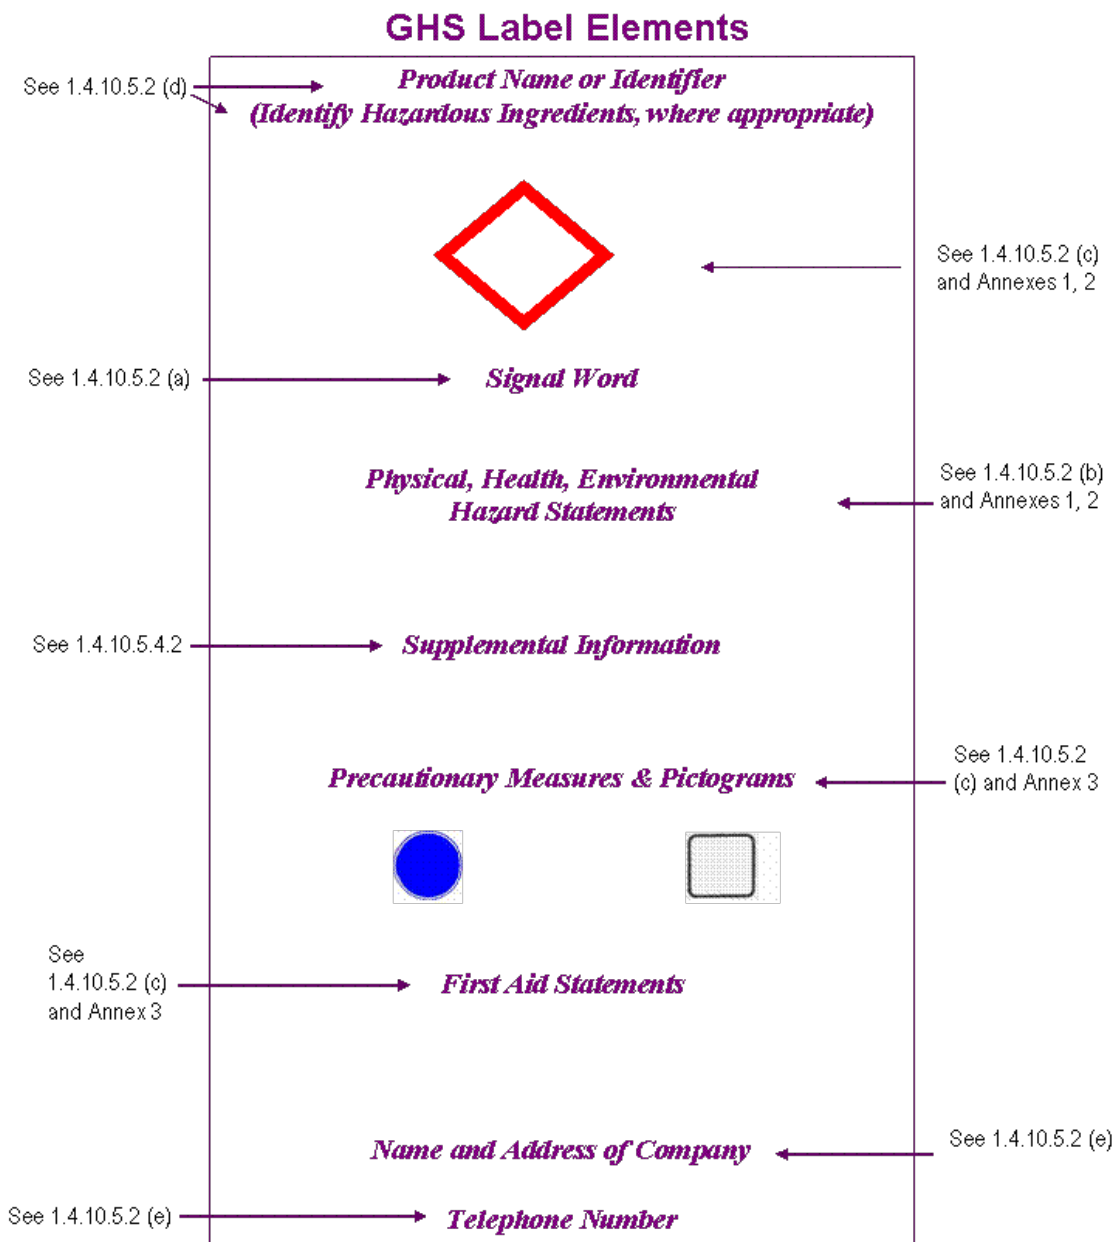 GHS Label Elements
See 1.4.10.5.2 (d)
Product Name or Identifier
(Identify Hazardous Ingredients, where appropriate)
See 1.4.10.5.2 (c)
and Annexes 1, 2
See 1.4.10.5.2 (a)
Signal Word
Physical, Health, Environmental
Hazard Statements
See 1.4.10.5.2 (b)
and Annexes 1, 2
See 1.4.10.5.4.2
Supplemental Information
Precautionary Measures & Pictograms
See 1.4.10.5.2
(c) and Annex 3
See
1.4.10.5.2 (c)
and Annex 3
First Aid Statements
Name and Address of Company
See 1.4.10.5.2 (e)
See 1.4.10.5.2 (e)
Telephone Number